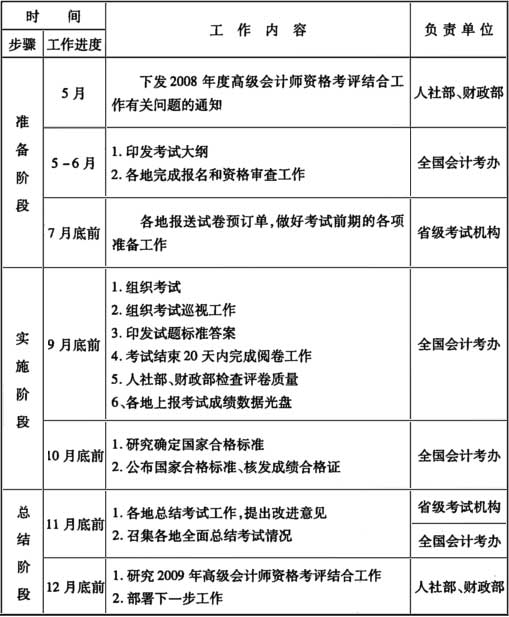 时 间
工 作 内 容
负 责 单 位
步骤
工作进度
准备阶段
5月
下发2008年度高级会计师资格考评结合工
作有关问题的通知
人社部、财政部
5-6月
1.印发考试大纲
2.各地完成报名和资格审查工作
全国会计考办
7月底前
各地报送试卷预订单,做好考试前期的各项
准备工作
省级考试机构
实施阶段
9月底前
1.组织考试
2.组织考试巡视工作
3.印发试题标准答案
4.考试结束20天内完成阅卷工作
5.人社部、财政部检查评卷质量
6、各地上报考试成绩数据光盘
全国会计考办
10月底前
1.研究确定国家合格标准
2.公布国家合格标准、核发成绩合格证
全国会计考办
总结阶段
11月底前
1.各地总结考试工作,提出改进意见
2.召集各地全面总结考试情况
省级考试机构
全国会计考办
12月底前
1.研究2009年高级会计师资格考评结合工作
2.部署下一步工作
人社部、财政部